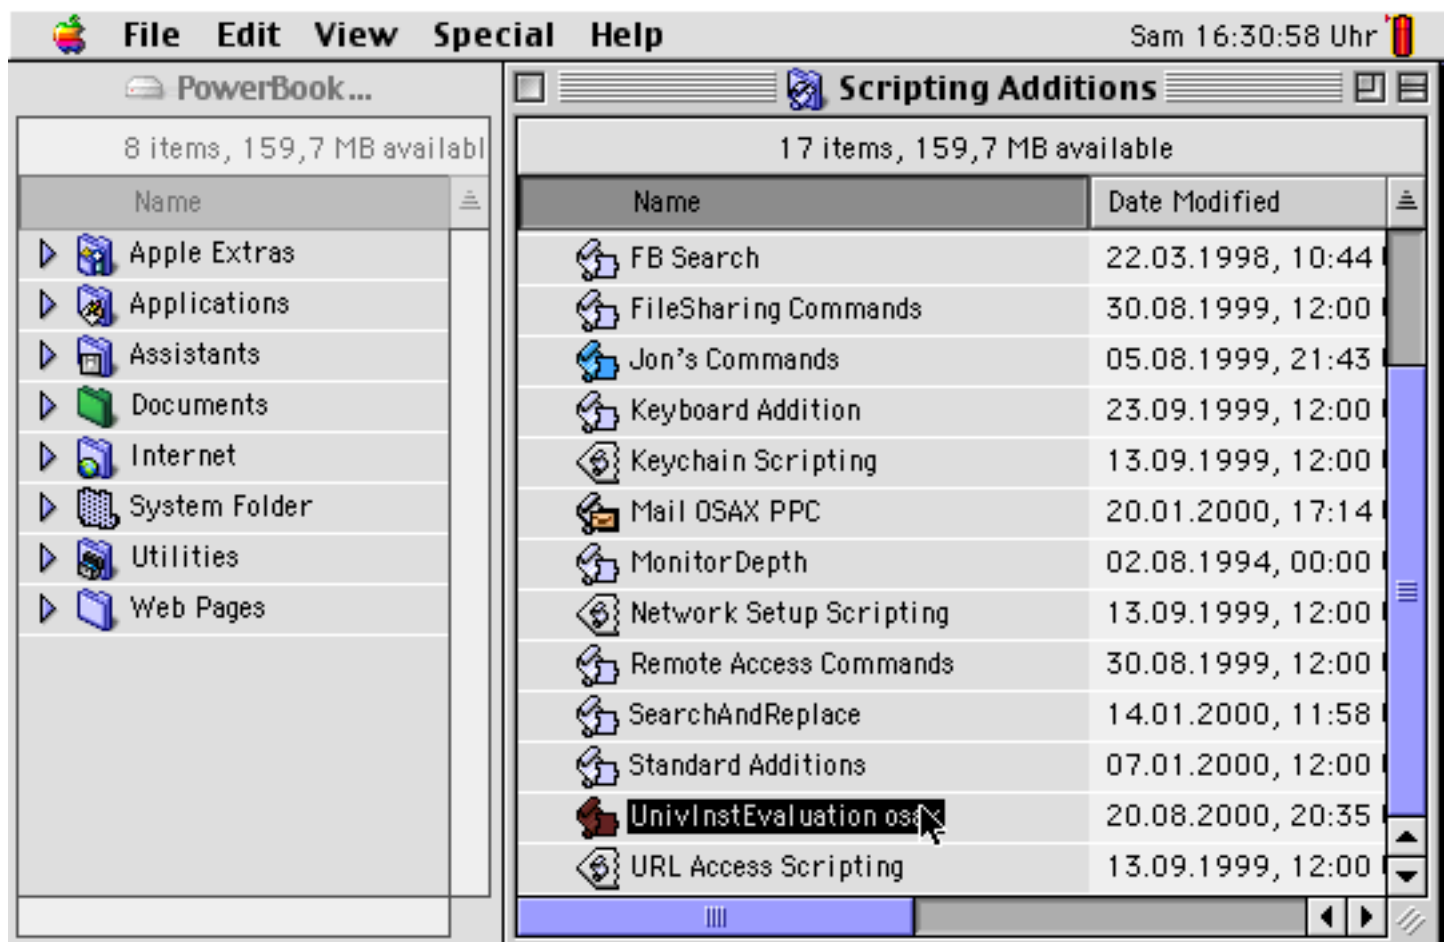 File Edit View Special Help Sam 16:30:58 Uhr
PowerBook...
8 items, 159,7 MB availabl
Name
Apple Extras
Applications
Assistants
Documents
Internet
System Folder
Utilities
Web Pages
Scripting Additions
17 items, 159,7 MB available
Name Date Modified
FB Search 22.03.1998, 10:44
FileSharing Commands 30.08.1999, 12:00
Jon's Commands 05.08.1999, 21:43
Keyboard Addition 23.09.1999, 12:00
Keychain Scripting 13.09.1999, 12:00
Mail OSAX PPC 20.01.2000, 17:14
MonitorDepth 02.08.1994, 00:00
Network Setup Scripting 13.09.1999, 12:00
Remote Access Commands 30.08.1999, 12:00
SearchAndReplace 14.01.2000, 11:58
Standard Additions 07.01.2000, 12:00
UnivInstEvaluation osax 20.08.2000, 20:35
URL Access Scripting 13.09.1999, 12:00